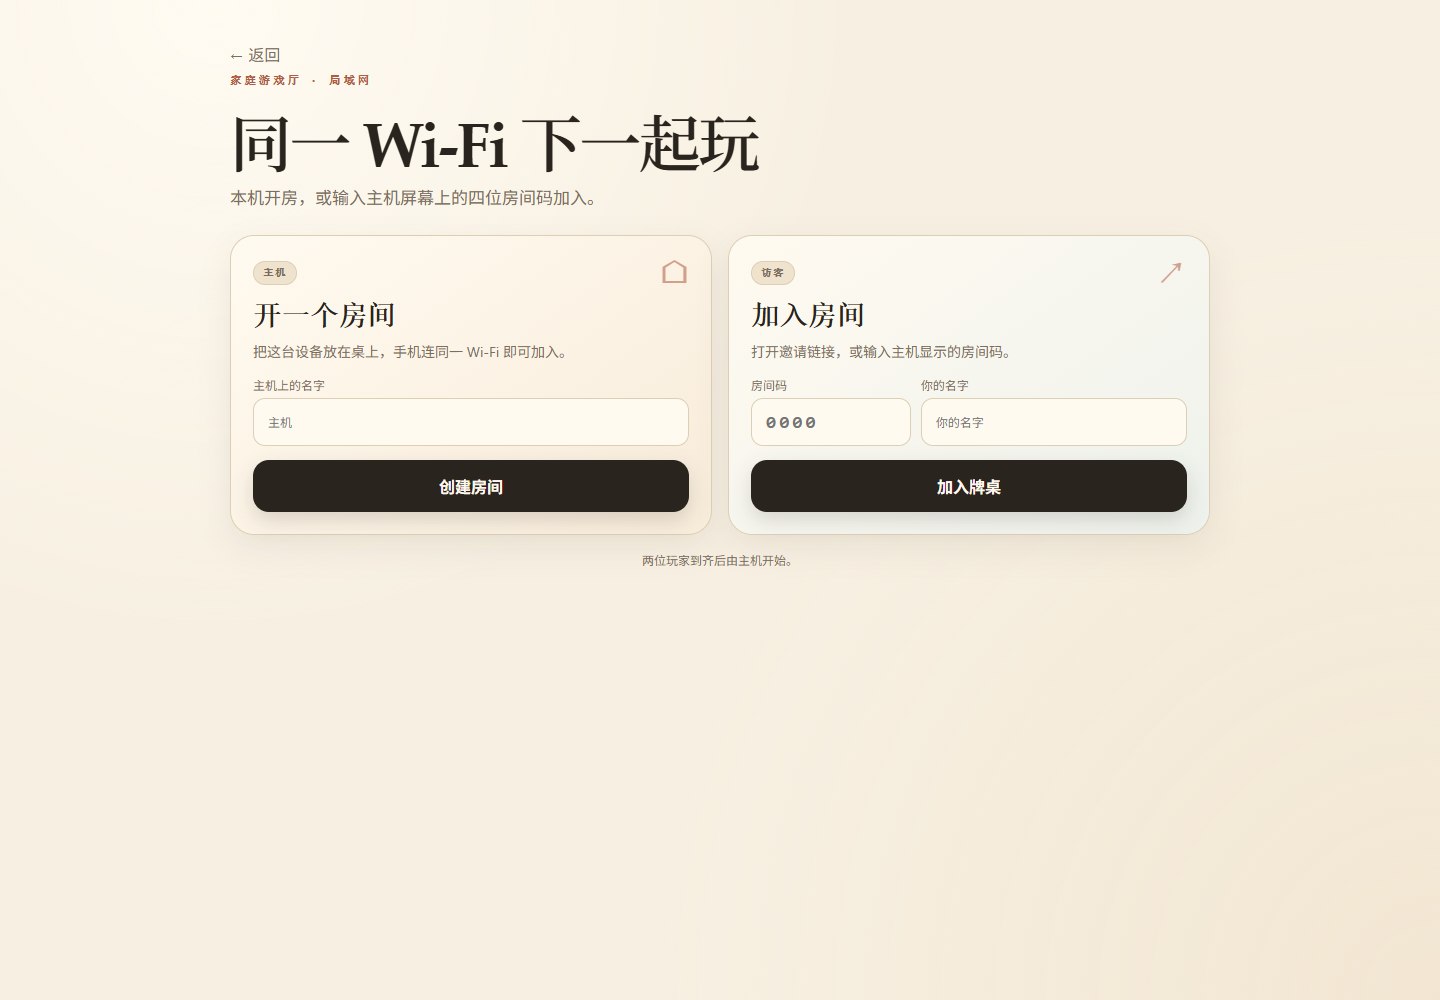 ← 返回
家庭游戏厅 · 局域网
同一 Wi-Fi 下一起玩
本机开房，或输入主机屏幕上的四位房间码加入。
主机
开一个房间
把这台设备放在桌上，手机连同一 Wi-Fi 即可加入。
主机上的名字
主机
创建房间
访客
加入房间
打开邀请链接，或输入主机显示的房间码。
房间码
你的名字
0000
你的名字
加入牌桌
两位玩家到齐后由主机开始。